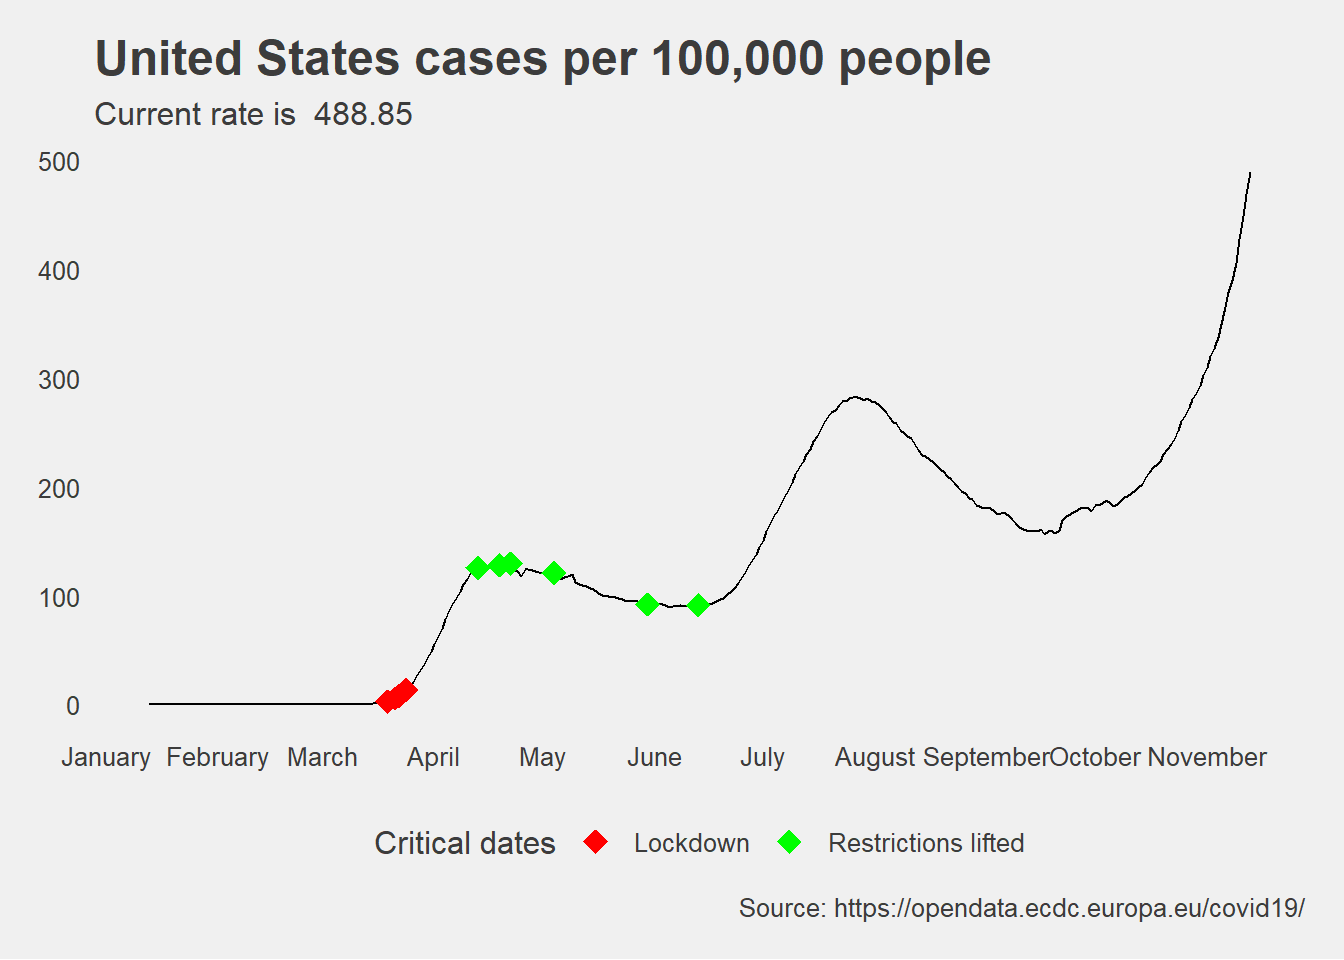 United States cases per 100,000 people
Current rate is  488.85
500
400
300
200
100
0
January February March April May June July August September October November
Critical dates Lockdown Restrictions lifted
Source: https://opendata.ecdc.europa.eu/covid19/